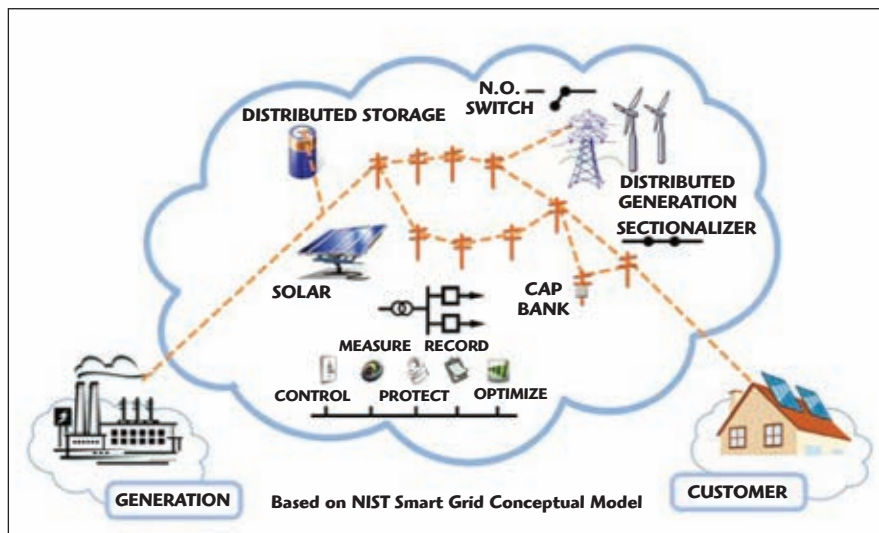 N.O.
SWITCH
DISTRIBUTED STORAGE
DISTRIBUTED
GENERATION
SECTIONALIZER
SOLAR
CAP
BANK
MEASURE RECORD
CONTROL PROTECT OPTIMIZE
GENERATION
Based on NIST Smart Grid Conceptual Model
CUSTOMER